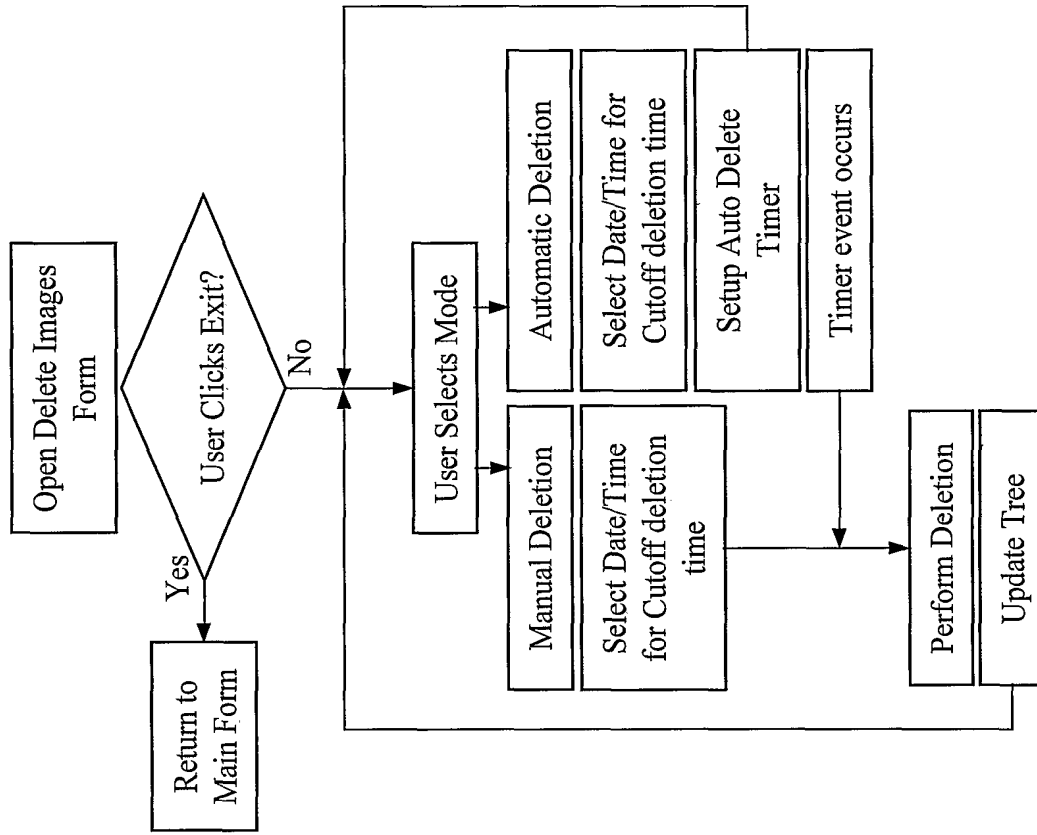 Open Delete Images
Form
User Clicks Exit?
Yes
No
Return to
Main Form
User Selects Mode
Manual Deletion
Select Date/Time
for Cutoff deletion
time
Automatic Deletion
Select Date/Time for
Cutoff deletion time
Setup Auto Delete
Timer
Timer event occurs
Perform Deletion
Update Tree